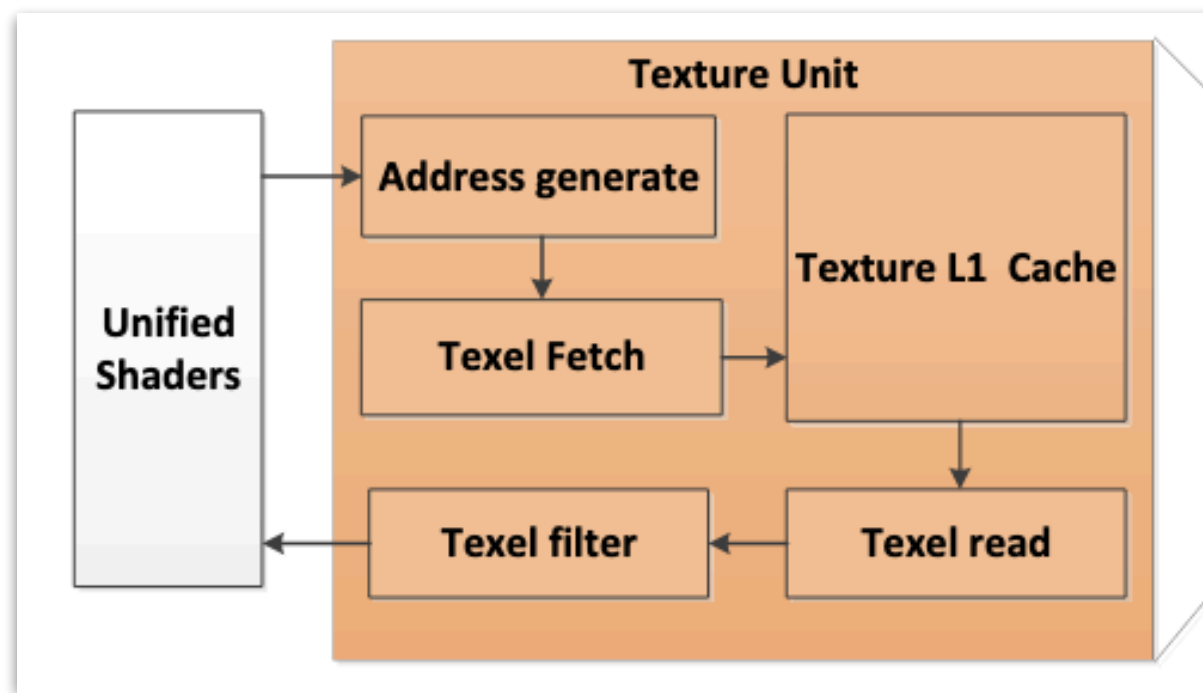 Texture Unit
Address generate
Texture L1  Cache
Unified
Shaders
Texel Fetch
Texel filter
Texel read